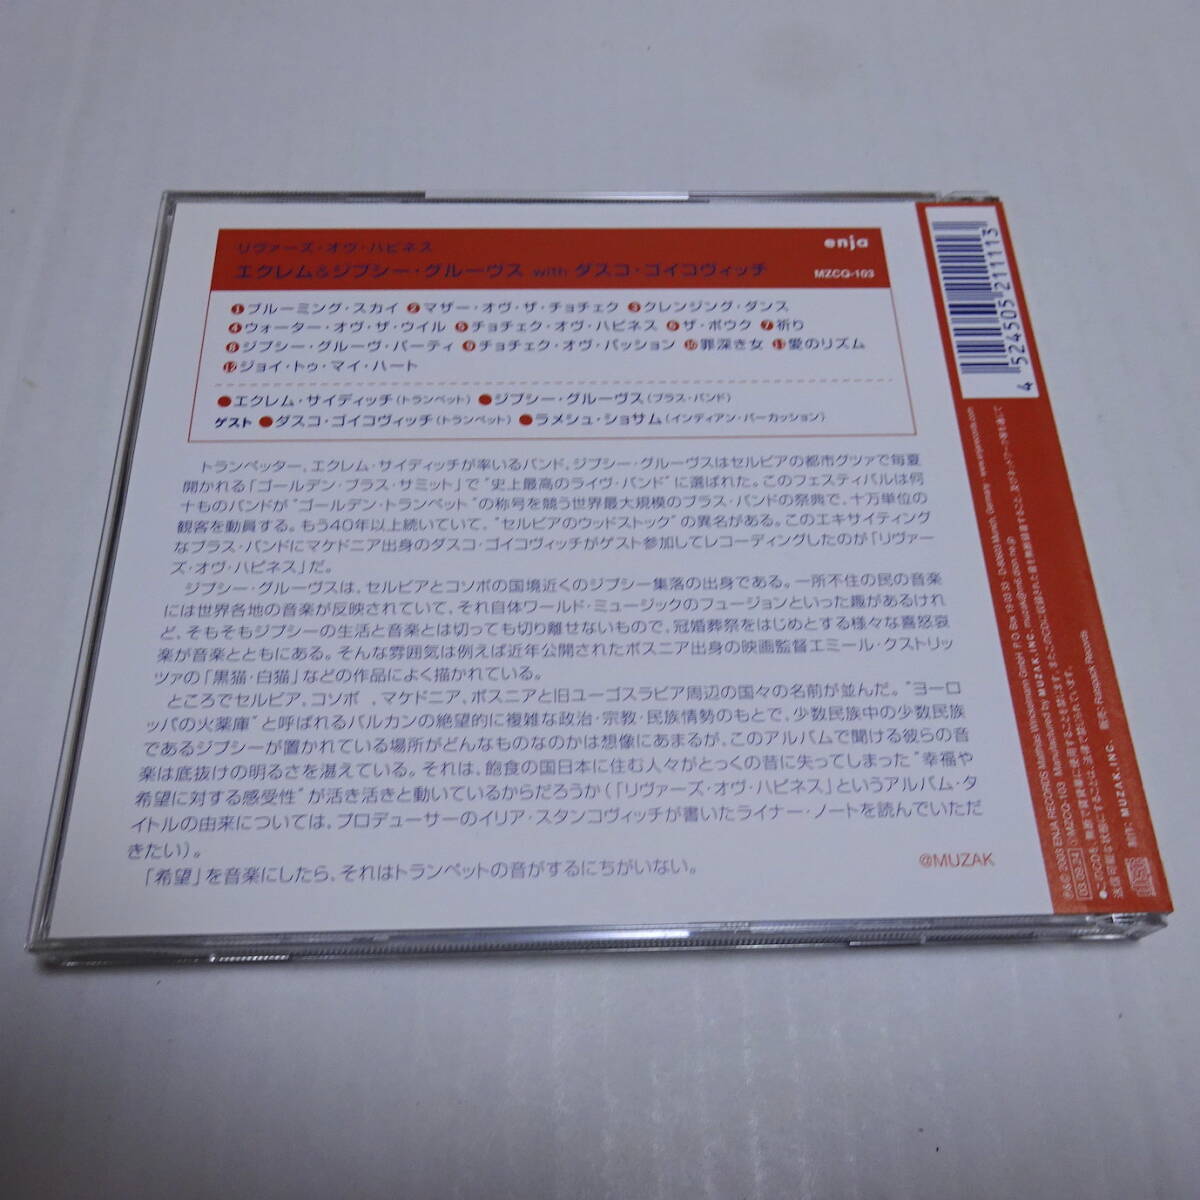 リヴァーズ・オヴ・ハピネス
enja
エクレム&ジプシー・グルーヴス with ダスコ・ゴイコヴィッチ
MZCQ-103
❶ブルーミング・スカイ ❷マザー・オヴ・ザ・チョチェク ❸クレンジング・ダンス
❹ウォーター・オヴ・ザ・ウイル ❺チョチェク・オヴ・ハピネス ❻ザ・ボウク ❼祈り
❽ジプシー・グルーヴ・パーティ ❾チョチェク・オヴ・パッション ❿罪深き女 ⓫愛のリズム
⓬ジョイ・トゥ・マイ・ハート
●エクレム・サイディッチ(トランペット) ●ジプシー・グルーヴス(ブラス・バンド)
ゲスト ●ダスコ・ゴイコヴィッチ(トランペット) ●ラメシュ・ショサム(インディアン・パーカッション)
トランペッター、エクレム・サイディッチが率いるバンド、ジプシー・グルーヴスはセルビアの都市グツァで毎夏
開かれる「ゴールデン・ブラス・サミット」で“史上最高のライヴ・バンド”に選ばれた。このフェスティバルは何
十ものバンドが“ゴールデン・トランペット”の称号を競う世界最大規模のブラス・バンドの祭典で、十万単位の
観客を動員する。もう40年以上続いていて、“セルビアのウッドストック”の異名がある。このエキサイティング
なブラス・バンドにマケドニア出身のダスコ・ゴイコヴィッチがゲスト参加してレコーディングしたのが「リヴァー
ズ・オヴ・ハピネス」だ。
ジプシー・グルーヴスは、セルビアとコソボの国境近くのジプシー集落の出身である。一所不住の民の音楽
には世界各地の音楽が反映されていて、それ自体ワールド・ミュージックのフュージョンといった趣があるけれ
ど、そもそもジプシーの生活と音楽とは切っても切り離せないもので、冠婚葬祭をはじめとする様々な喜怒哀
楽が音楽とともにある。そんな雰囲気は例えば近年公開されたボスニア出身の映画監督エミール・クストリッ
ツァの「黒猫・白猫」などの作品によく描かれている。
ところでセルビア、コソボ、マケドニア、ボスニアと旧ユーゴスラビア周辺の国々の名前が並んだ。“ヨーロ
ッパの火薬庫”と呼ばれるバルカンの絶望的に複雑な政治・宗教・民族情勢のもとで、少数民族中の少数民族
であるジプシーが置かれている場所がどんなものなのかは想像にあまるが、このアルバムで聞ける彼らの音
楽は底抜けの明るさを湛えている。それは、飽食の国日本に住む人々がとっくの昔に失ってしまった“幸福や
希望に対する感受性”が活き活きと動いているからだろうか(「リヴァーズ・オヴ・ハピネス」というアルバム・タ
イトルの由来については、プロデューサーのイリア・スタンコヴィッチが書いたライナー・ノートを読んでいただ
きたい)。
「希望」を音楽にしたら、それはトランペットの音がするにちがいない。
@MUZAK
4 524505 211113
P.&© 2003 ENJA RECORDS Matthias Winckelmann GmbH P.O. Box 19 03 33 D-80603 Munich, Germany www.enjarecords.com
03.09.24 MZCQ-103 Manufactured by MUZAK, INC. muzak@m6.dion.ne.jp
制作: MUZAK, INC. 販売: Raispack Records